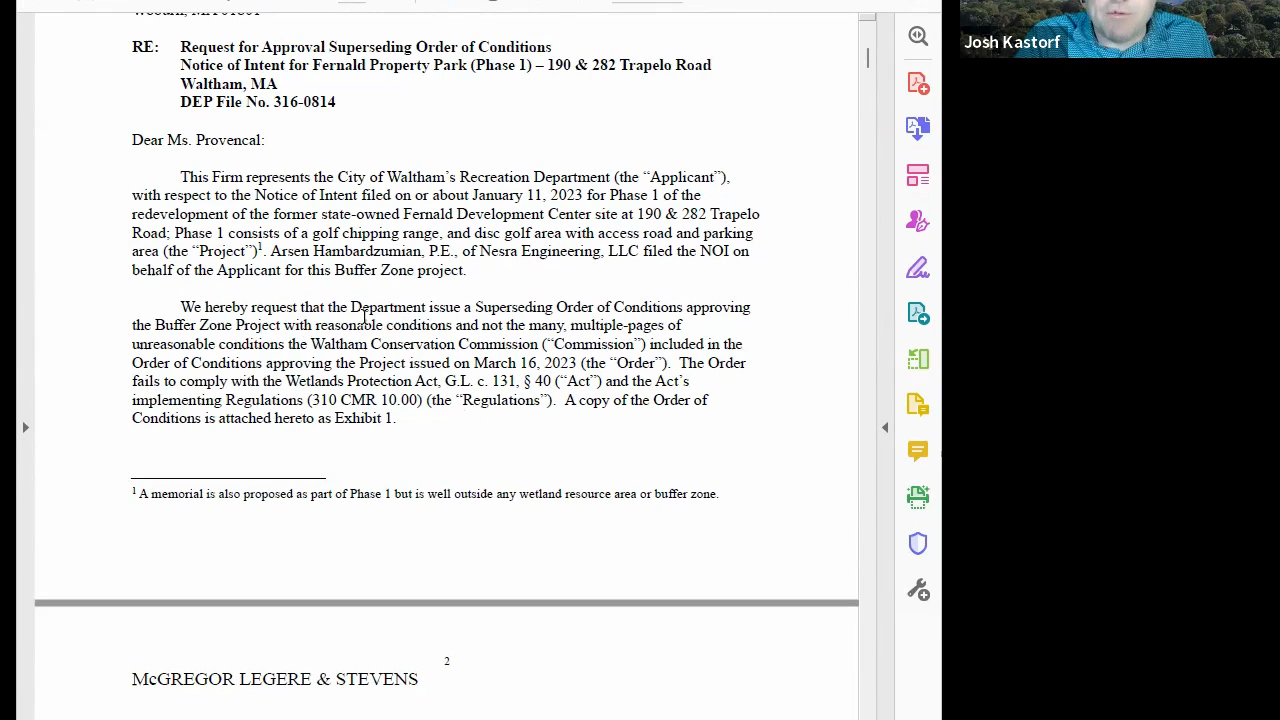 Josh Kastorf
RE: Request for Approval Superseding Order of Conditions
Notice of Intent for Fernald Property Park (Phase 1) – 190 & 282 Trapelo Road
Waltham, MA
DEP File No. 316-0814
Dear Ms. Provencal:
This Firm represents the City of Waltham’s Recreation Department (the “Applicant”),
with respect to the Notice of Intent filed on or about January 11, 2023 for Phase 1 of the
redevelopment of the former state-owned Fernald Development Center site at 190 & 282 Trapelo
Road; Phase 1 consists of a golf chipping range, and disc golf area with access road and parking
area (the “Project”)1. Arsen Hambardzumian, P.E., of Nesra Engineering, LLC filed the NOI on
behalf of the Applicant for this Buffer Zone project.
We hereby request that the Department issue a Superseding Order of Conditions approving
the Buffer Zone Project with reasonable conditions and not the many, multiple-pages of
unreasonable conditions the Waltham Conservation Commission (“Commission”) included in the
Order of Conditions approving the Project issued on March 16, 2023 (the “Order”). The Order
fails to comply with the Wetlands Protection Act, G.L. c. 131, § 40 (“Act”) and the Act’s
implementing Regulations (310 CMR 10.00) (the “Regulations”). A copy of the Order of
Conditions is attached hereto as Exhibit 1.
1 A memorial is also proposed as part of Phase 1 but is well outside any wetland resource area or buffer zone.
2
McGREGOR LEGERE & STEVENS